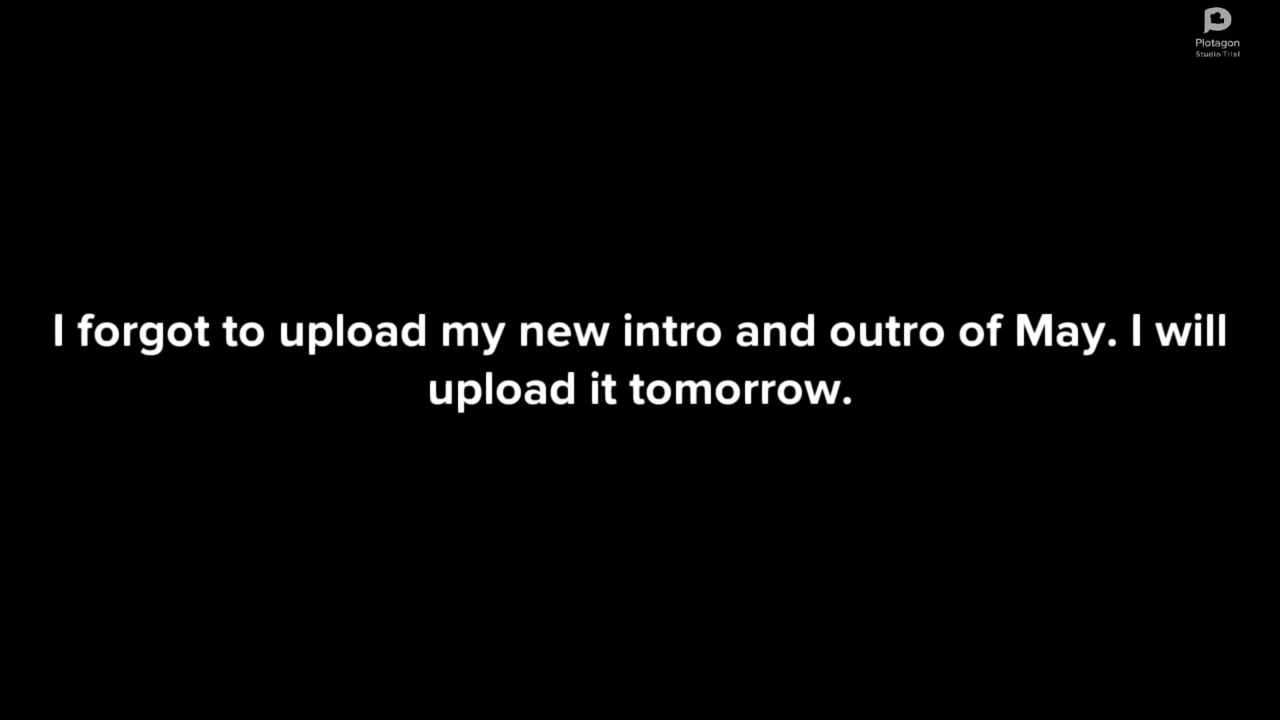 Plotagon
Studio Trial
I forgot to upload my new intro and outro of May. I will
upload it tomorrow.